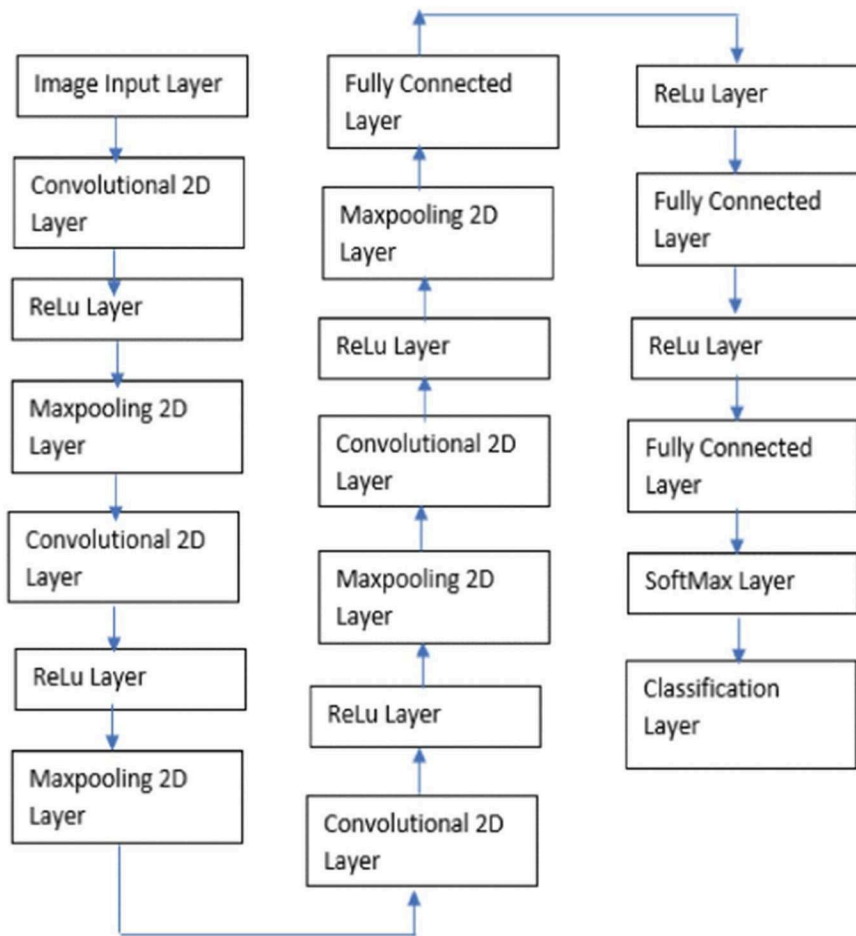 Image Input Layer
Convolutional 2D
Layer
ReLu Layer
Maxpooling 2D
Layer
Convolutional 2D
Layer
ReLu Layer
Maxpooling 2D
Layer
Convolutional 2D
Layer
ReLu Layer
Maxpooling 2D
Layer
Convolutional 2D
Layer
ReLu Layer
Maxpooling 2D
Layer
Fully Connected
Layer
ReLu Layer
Fully Connected
Layer
ReLu Layer
Fully Connected
Layer
SoftMax Layer
Classification
Layer